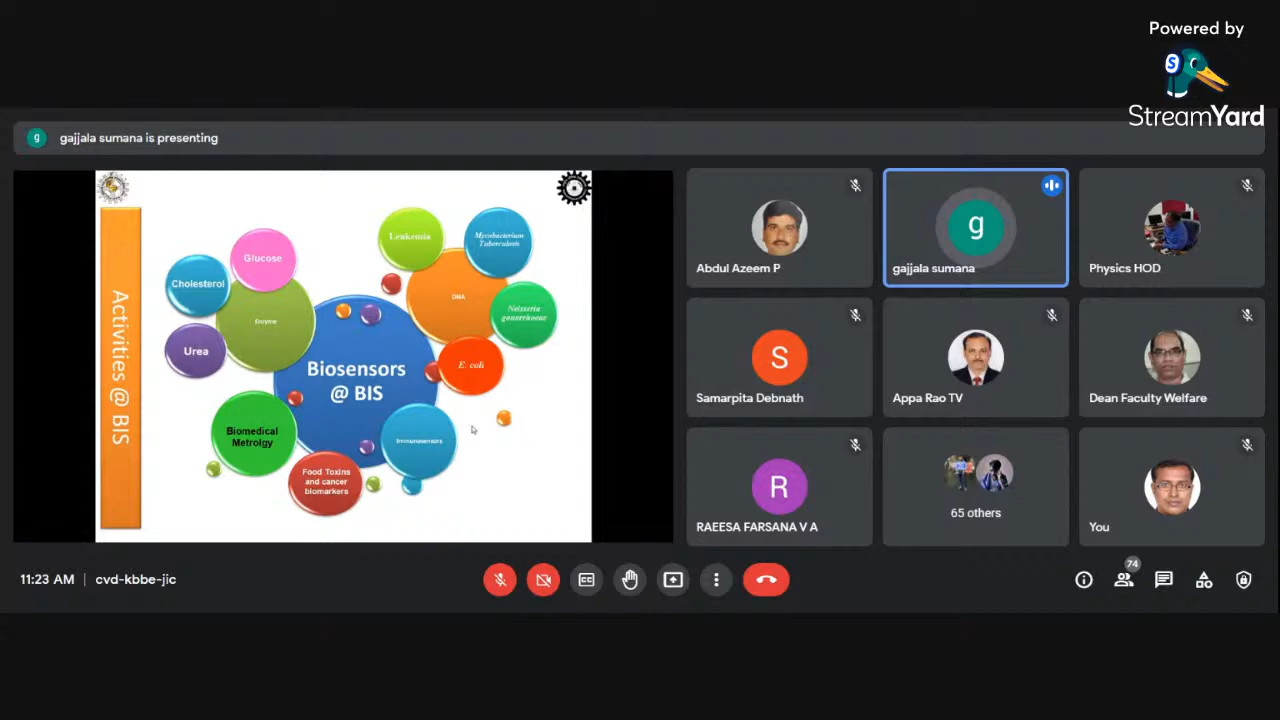 Powered by
StreamYard
g
gajjala sumana is presenting
Activities @ BIS
Leukemia
Mycobacterium
Tuberculosis
Glucose
Cholesterol
DNA
Neisseria
gonorrhoeae
Enzyme
Urea
E. coli
Biosensors
@ BIS
Biomedical
Metrolgy
Immunosensors
Food Toxins
and cancer
biomarkers
Abdul Azeem P
g
gajjala sumana
Physics HOD
S
Samarpita Debnath
Appa Rao TV
Dean Faculty Welfare
R
RAEESA FARSANA V A
65 others
You
11:23 AM | cvd-kbbe-jic
74